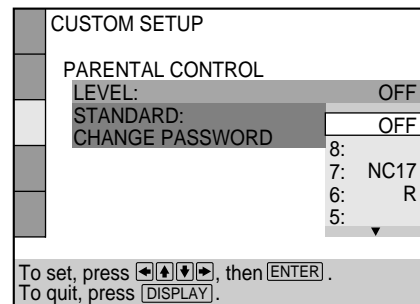 CUSTOM SETUP
PARENTAL CONTROL
LEVEL: OFF
STANDARD: OFF
CHANGE PASSWORD
8:
7: NC17
6: R
5:
To set, press , then ENTER .
To quit, press DISPLAY .